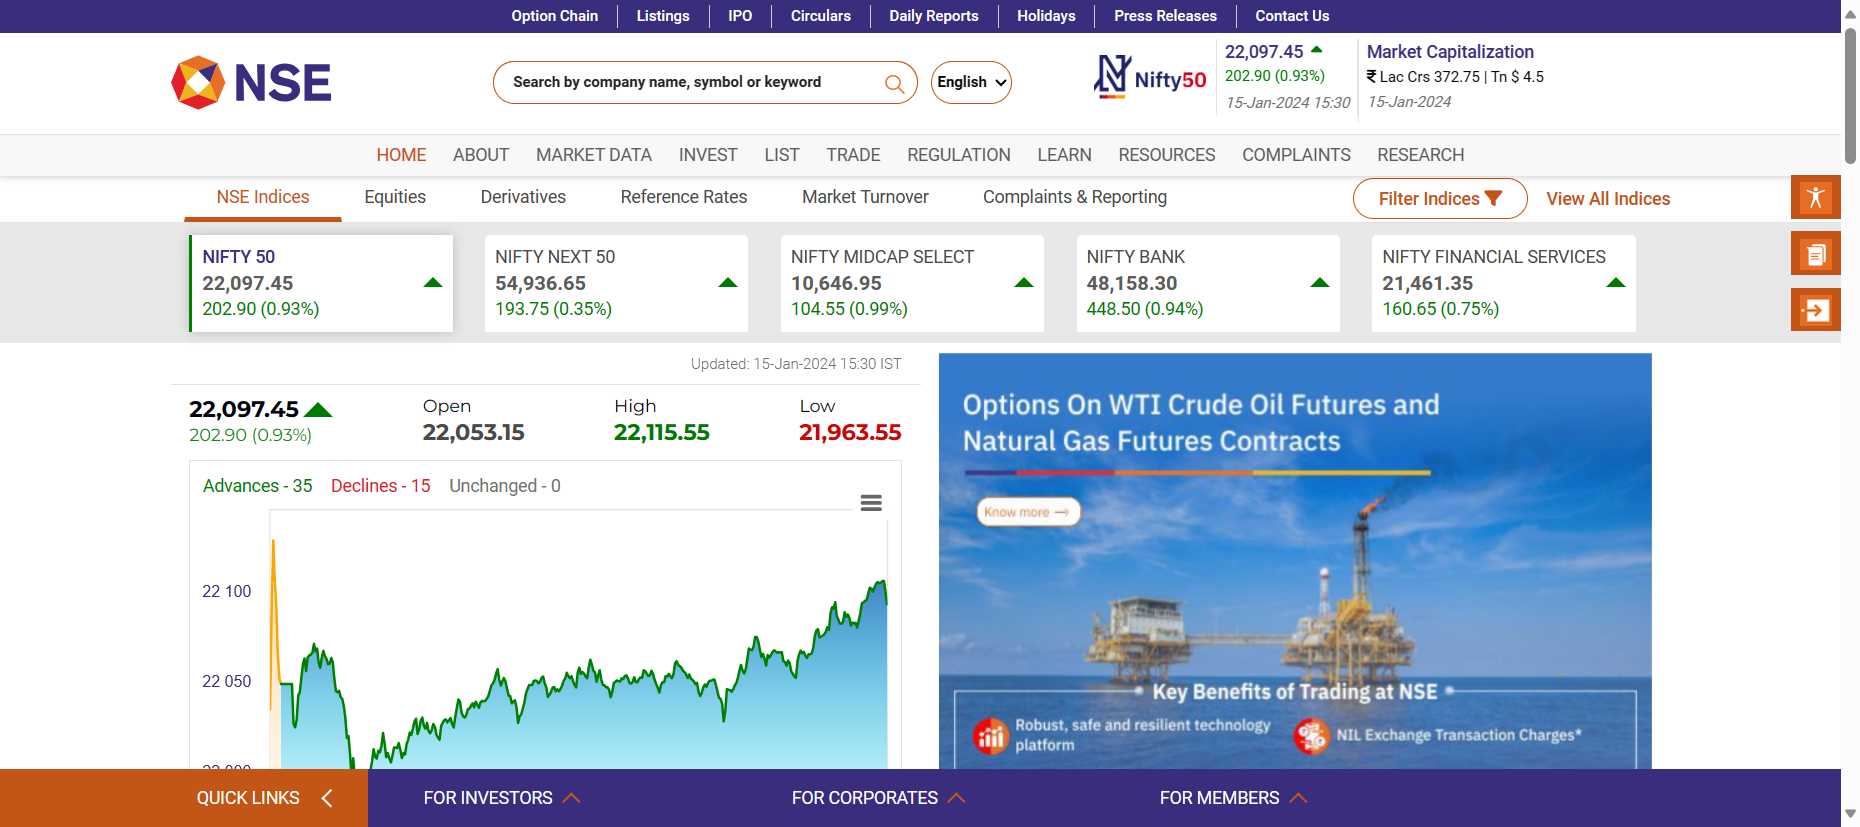 Option Chain
Listings
IPO
Circulars
Daily Reports
Holidays
Press Releases
Contact Us
NSE
Search by company name, symbol or keyword
English
Nifty50
22,097.45
202.90 (0.93%)
15-Jan-2024 15:30
Market Capitalization
₹ Lac Crs 372.75 | Tn $ 4.5
15-Jan-2024
HOME
ABOUT
MARKET DATA
INVEST
LIST
TRADE
REGULATION
LEARN
RESOURCES
COMPLAINTS
RESEARCH
NSE Indices
Equities
Derivatives
Reference Rates
Market Turnover
Complaints & Reporting
Filter Indices
View All Indices
NIFTY 50
22,097.45
202.90 (0.93%)
NIFTY NEXT 50
54,936.65
193.75 (0.35%)
NIFTY MIDCAP SELECT
10,646.95
104.55 (0.99%)
NIFTY BANK
48,158.30
448.50 (0.94%)
NIFTY FINANCIAL SERVICES
21,461.35
160.65 (0.75%)
Updated: 15-Jan-2024 15:30 IST
22,097.45
202.90 (0.93%)
Open
22,053.15
High
22,115.55
Low
21,963.55
Advances - 35
Declines - 15
Unchanged - 0
22 100
22 050
Options On WTI Crude Oil Futures and
Natural Gas Futures Contracts
Know more →
Key Benefits of Trading at NSE
Robust, safe and resilient technology
platform
NIL Exchange Transaction Charges*
QUICK LINKS
FOR INVESTORS
FOR CORPORATES
FOR MEMBERS